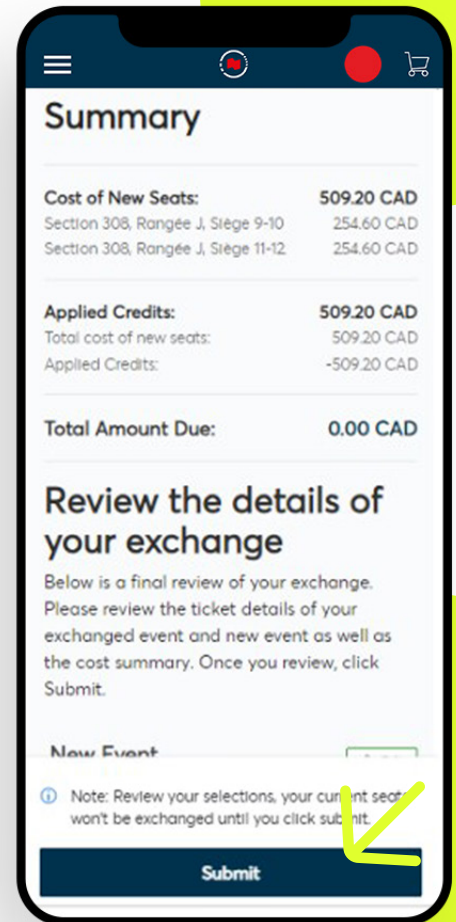 Summary
Cost of New Seats: 509.20 CAD
Section 308, Rangée J, Siège 9-10 254.60 CAD
Section 308, Rangée J, Siège 11-12 254.60 CAD
Applied Credits: 509.20 CAD
Total cost of new seats: 509.20 CAD
Applied Credits: -509.20 CAD
Total Amount Due: 0.00 CAD
Review the details of
your exchange
Below is a final review of your exchange.
Please review the ticket details of your
exchanged event and new event as well as
the cost summary. Once you review, click
Submit.
New Event
Note: Review your selections, your current seats
won't be exchanged until you click submit.
Submit